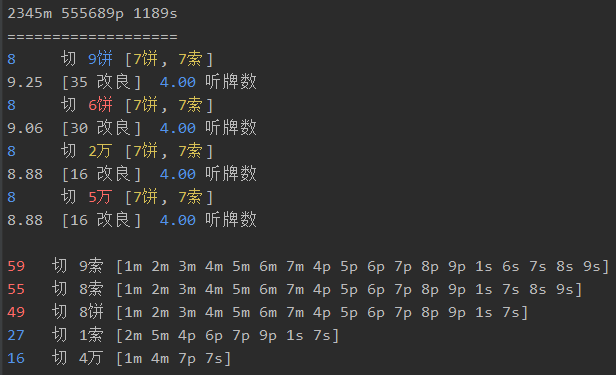 2345m 555689p 1189s
===================
8 切 9饼 [7饼, 7索]
9.25 [35 改良] 4.00 听牌数
8 切 6饼 [7饼, 7索]
9.06 [30 改良] 4.00 听牌数
8 切 2万 [7饼, 7索]
8.88 [16 改良] 4.00 听牌数
8 切 5万 [7饼, 7索]
8.88 [16 改良] 4.00 听牌数
59 切 9索 [1m 2m 3m 4m 5m 6m 7m 4p 5p 6p 7p 8p 9p 1s 6s 7s 8s 9s]
55 切 8索 [1m 2m 3m 4m 5m 6m 7m 4p 5p 6p 7p 8p 9p 1s 7s 8s 9s]
49 切 8饼 [1m 2m 3m 4m 5m 6m 7m 4p 5p 6p 7p 8p 9p 1s 7s]
27 切 1索 [2m 5m 4p 6p 7p 9p 1s 7s]
16 切 4万 [1m 4m 7p 7s]